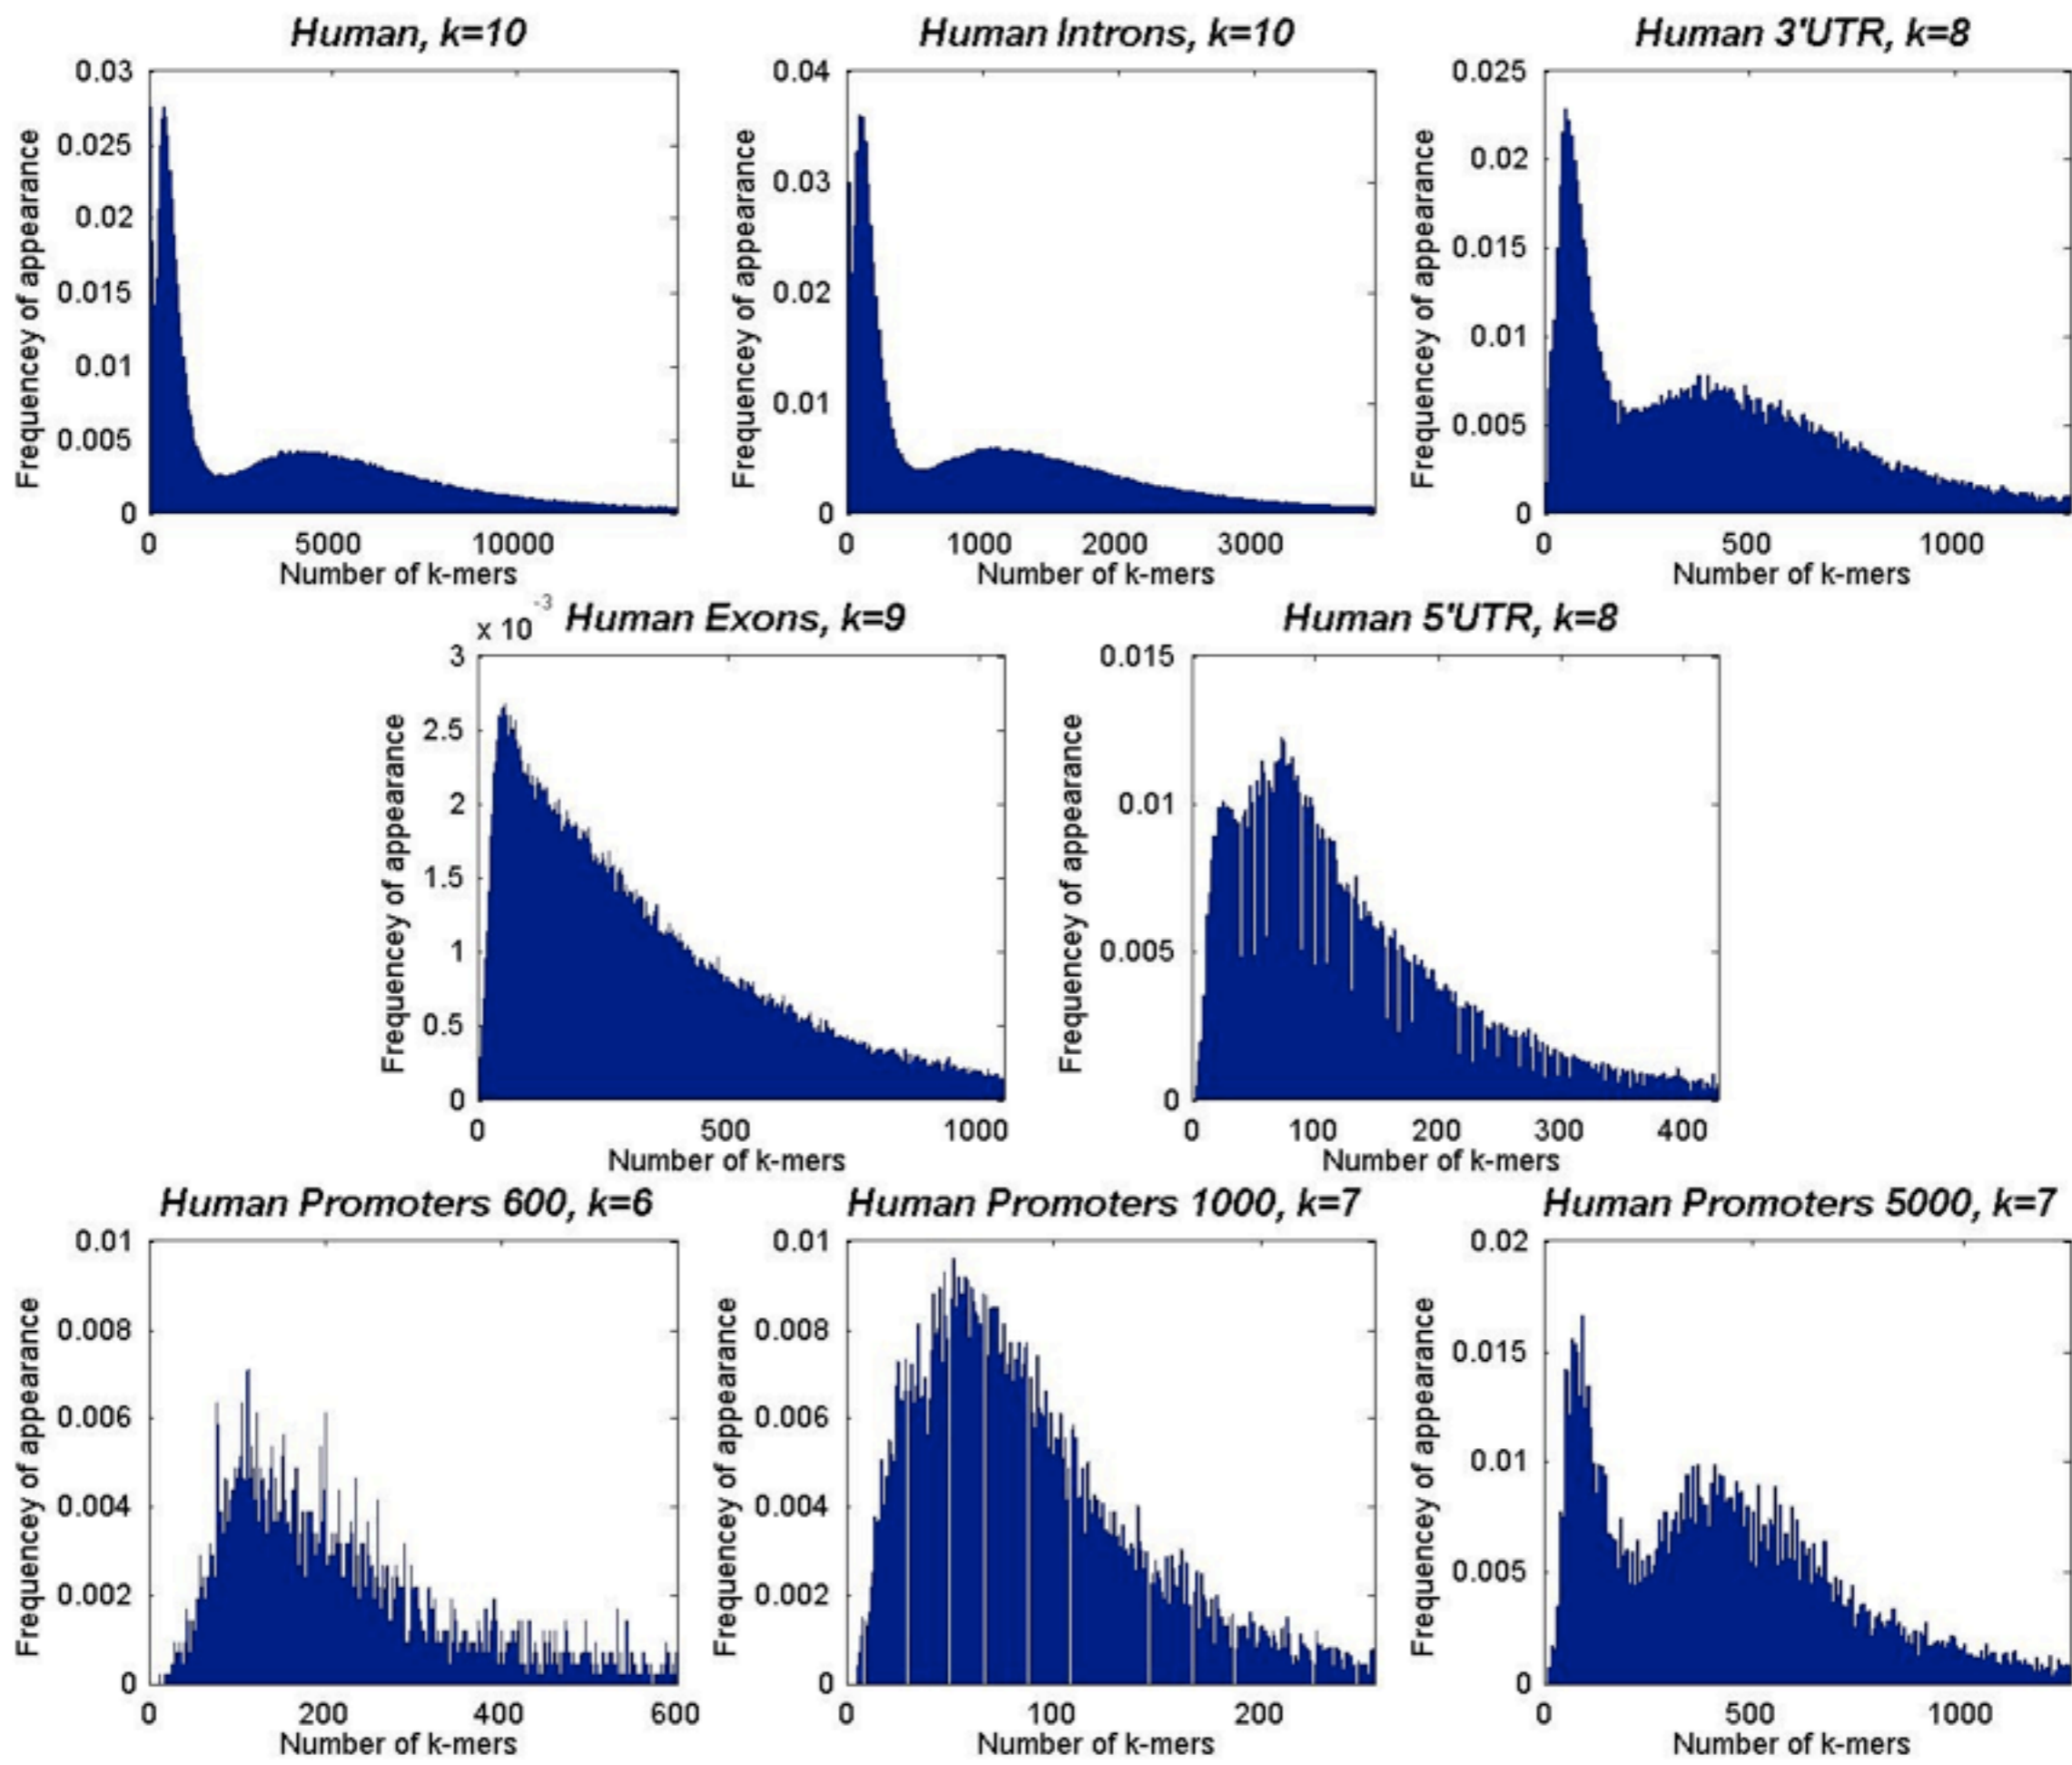 Human, k=10
0.03
0.025
0.02
0.015
0.01
0.005
0
Frequencey of appearance
0 5000 10000
Number of k-mers
Human Introns, k=10
0.04
0.03
0.02
0.01
0
Frequencey of appearance
0 1000 2000 3000
Number of k-mers
Human 3'UTR, k=8
0.025
0.02
0.015
0.01
0.005
0
Frequencey of appearance
0 500 1000
Number of k-mers
Human Exons, k=9
x 10-3
3
2.5
2
1.5
1
0.5
0
Frequencey of appearance
0 500 1000
Number of k-mers
Human 5'UTR, k=8
0.015
0.01
0.005
0
Frequencey of appearance
0 100 200 300 400
Number of k-mers
Human Promoters 600, k=6
0.01
0.008
0.006
0.004
0.002
0
Frequencey of appearance
0 200 400 600
Number of k-mers
Human Promoters 1000, k=7
0.01
0.008
0.006
0.004
0.002
0
Frequencey of appearance
0 100 200
Number of k-mers
Human Promoters 5000, k=7
0.02
0.015
0.01
0.005
0
Frequencey of appearance
0 500 1000
Number of k-mers